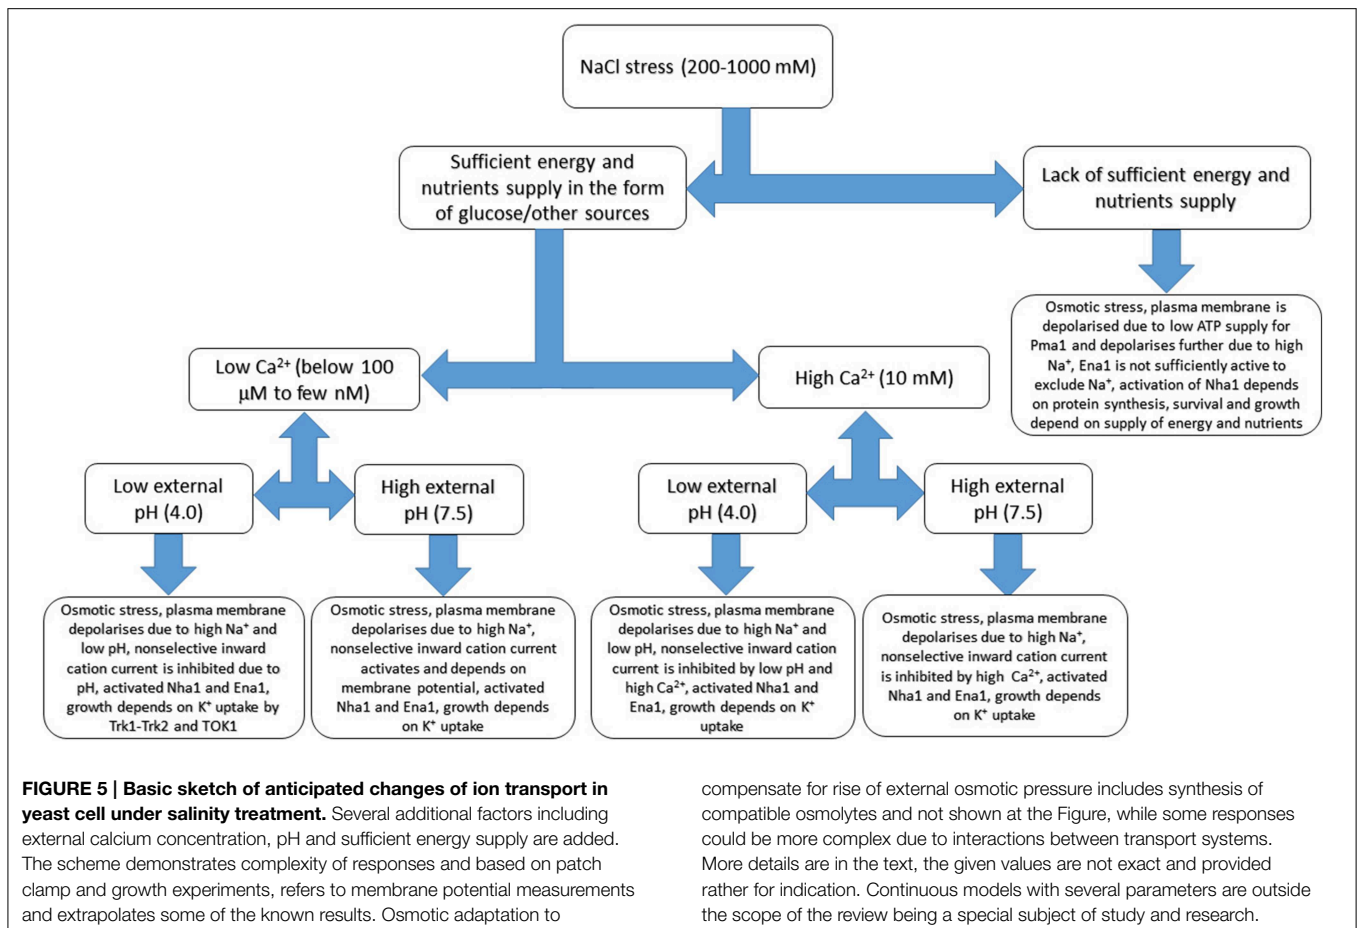 NaCl stress (200-1000 mM)
Sufficient energy and
nutrients supply in the form
of glucose/other sources
Lack of sufficient energy and
nutrients supply
Osmotic stress, plasma membrane is
depolarised due to low ATP supply for
Pma1 and depolarises further due to high
Na⁺, Ena1 is not sufficiently active to
exclude Na⁺, activation of Nha1 depends
on protein synthesis, survival and growth
depend on supply of energy and nutrients
Low Ca²⁺ (below 100
μM to few nM)
High Ca²⁺ (10 mM)
Low external
pH (4.0)
High external
pH (7.5)
Low external
pH (4.0)
High external
pH (7.5)
Osmotic stress, plasma membrane
depolarises due to high Na⁺ and
low pH, nonselective inward
cation current is inhibited due to
pH, activated Nha1 and Ena1,
growth depends on K⁺ uptake by
Trk1-Trk2 and TOK1
Osmotic stress, plasma membrane
depolarises due to high Na⁺,
nonselective inward cation current
activates and depends on
membrane potential, activated
Nha1 and Ena1, growth depends
on K⁺ uptake
Osmotic stress, plasma membrane
depolarises due to high Na⁺ and
low pH, nonselective inward cation
current is inhibited by low pH and
high Ca²⁺, activated Nha1 and
Ena1, growth depends on K⁺
uptake
Osmotic stress, plasma membrane
depolarises due to high Na⁺,
nonselective inward cation current
is inhibited by high Ca²⁺, activated
Nha1 and Ena1, growth depends
on K⁺ uptake
FIGURE 5 | Basic sketch of anticipated changes of ion transport in
yeast cell under salinity treatment. Several additional factors including
external calcium concentration, pH and sufficient energy supply are added.
The scheme demonstrates complexity of responses and based on patch
clamp and growth experiments, refers to membrane potential measurements
and extrapolates some of the known results. Osmotic adaptation to
compensate for rise of external osmotic pressure includes synthesis of
compatible osmolytes and not shown at the Figure, while some responses
could be more complex due to interactions between transport systems.
More details are in the text, the given values are not exact and provided
rather for indication. Continuous models with several parameters are outside
the scope of the review being a special subject of study and research.